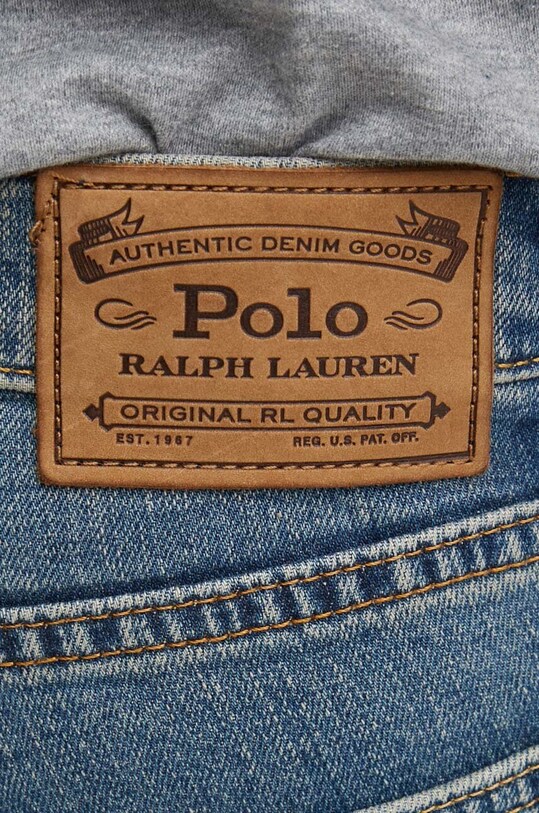 AUTHENTIC DENIM GOODS
Polo
RALPH LAUREN
ORIGINAL RL QUALITY
EST. 1967 REG. U.S. PAT. OFF.